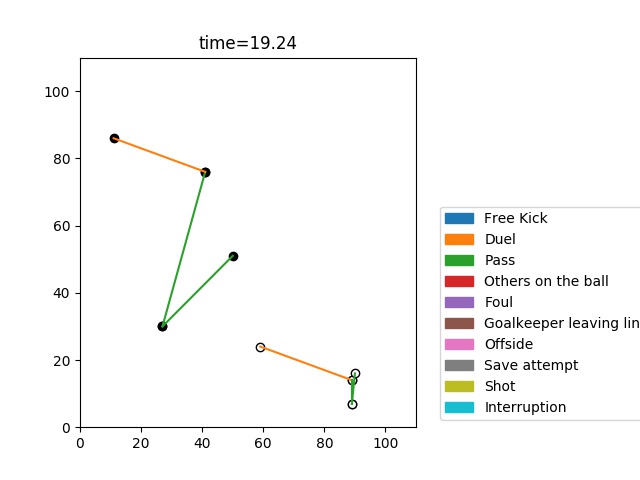 time=19.24
100
80
60
40
20
0
0 20 40 60 80 100
Free Kick
Duel
Pass
Others on the ball
Foul
Goalkeeper leaving lin
Offside
Save attempt
Shot
Interruption